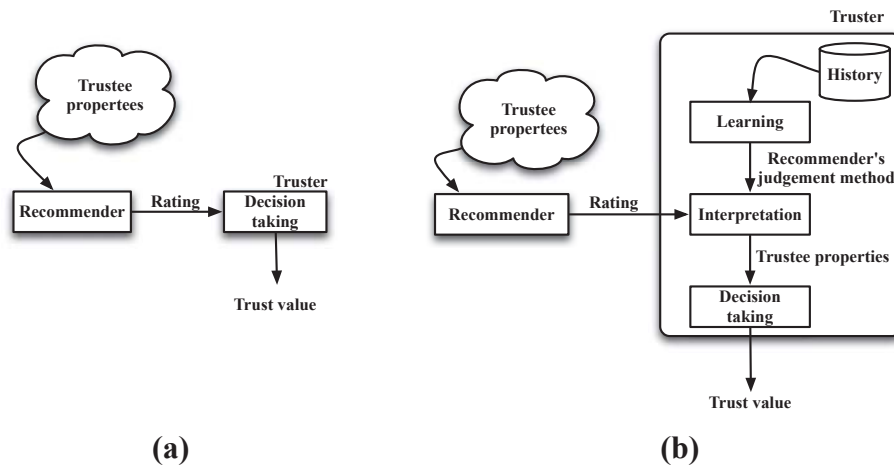 Trustee
propertees
Recommender
Rating
Truster
Decision
taking
Trust value
(a)
Truster
History
Learning
Trustee
propertees
Recommender's
judgement method
Recommender
Rating
Interpretation
Trustee properties
Decision
taking
Trust value
(b)